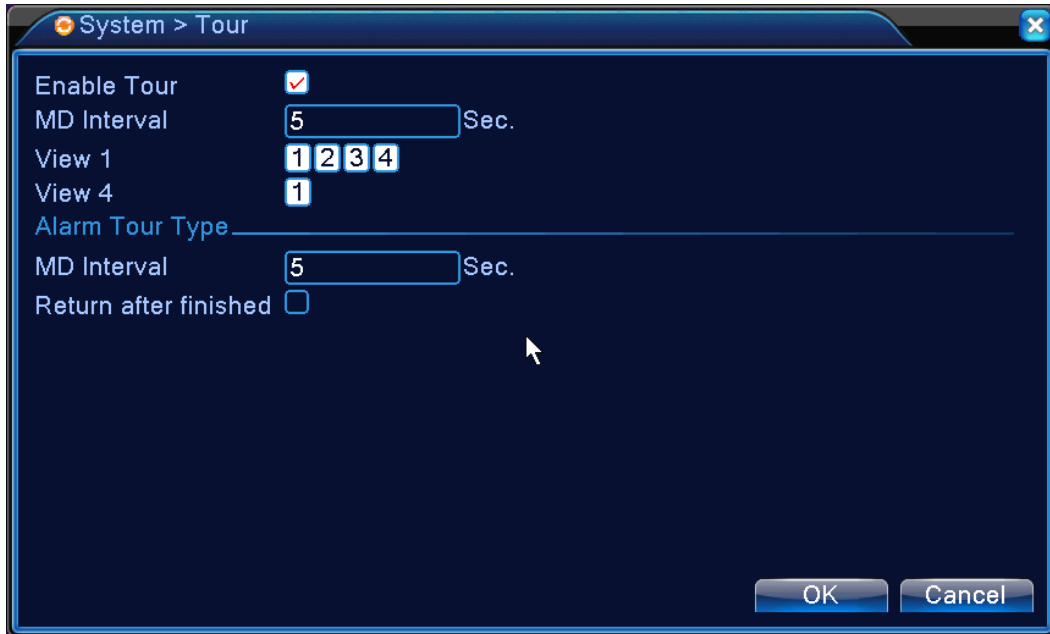 System > Tour
Enable Tour
MD Interval 5 Sec.
View 1 1 2 3 4
View 4 1
Alarm Tour Type
MD Interval 5 Sec.
Return after finished
OK Cancel